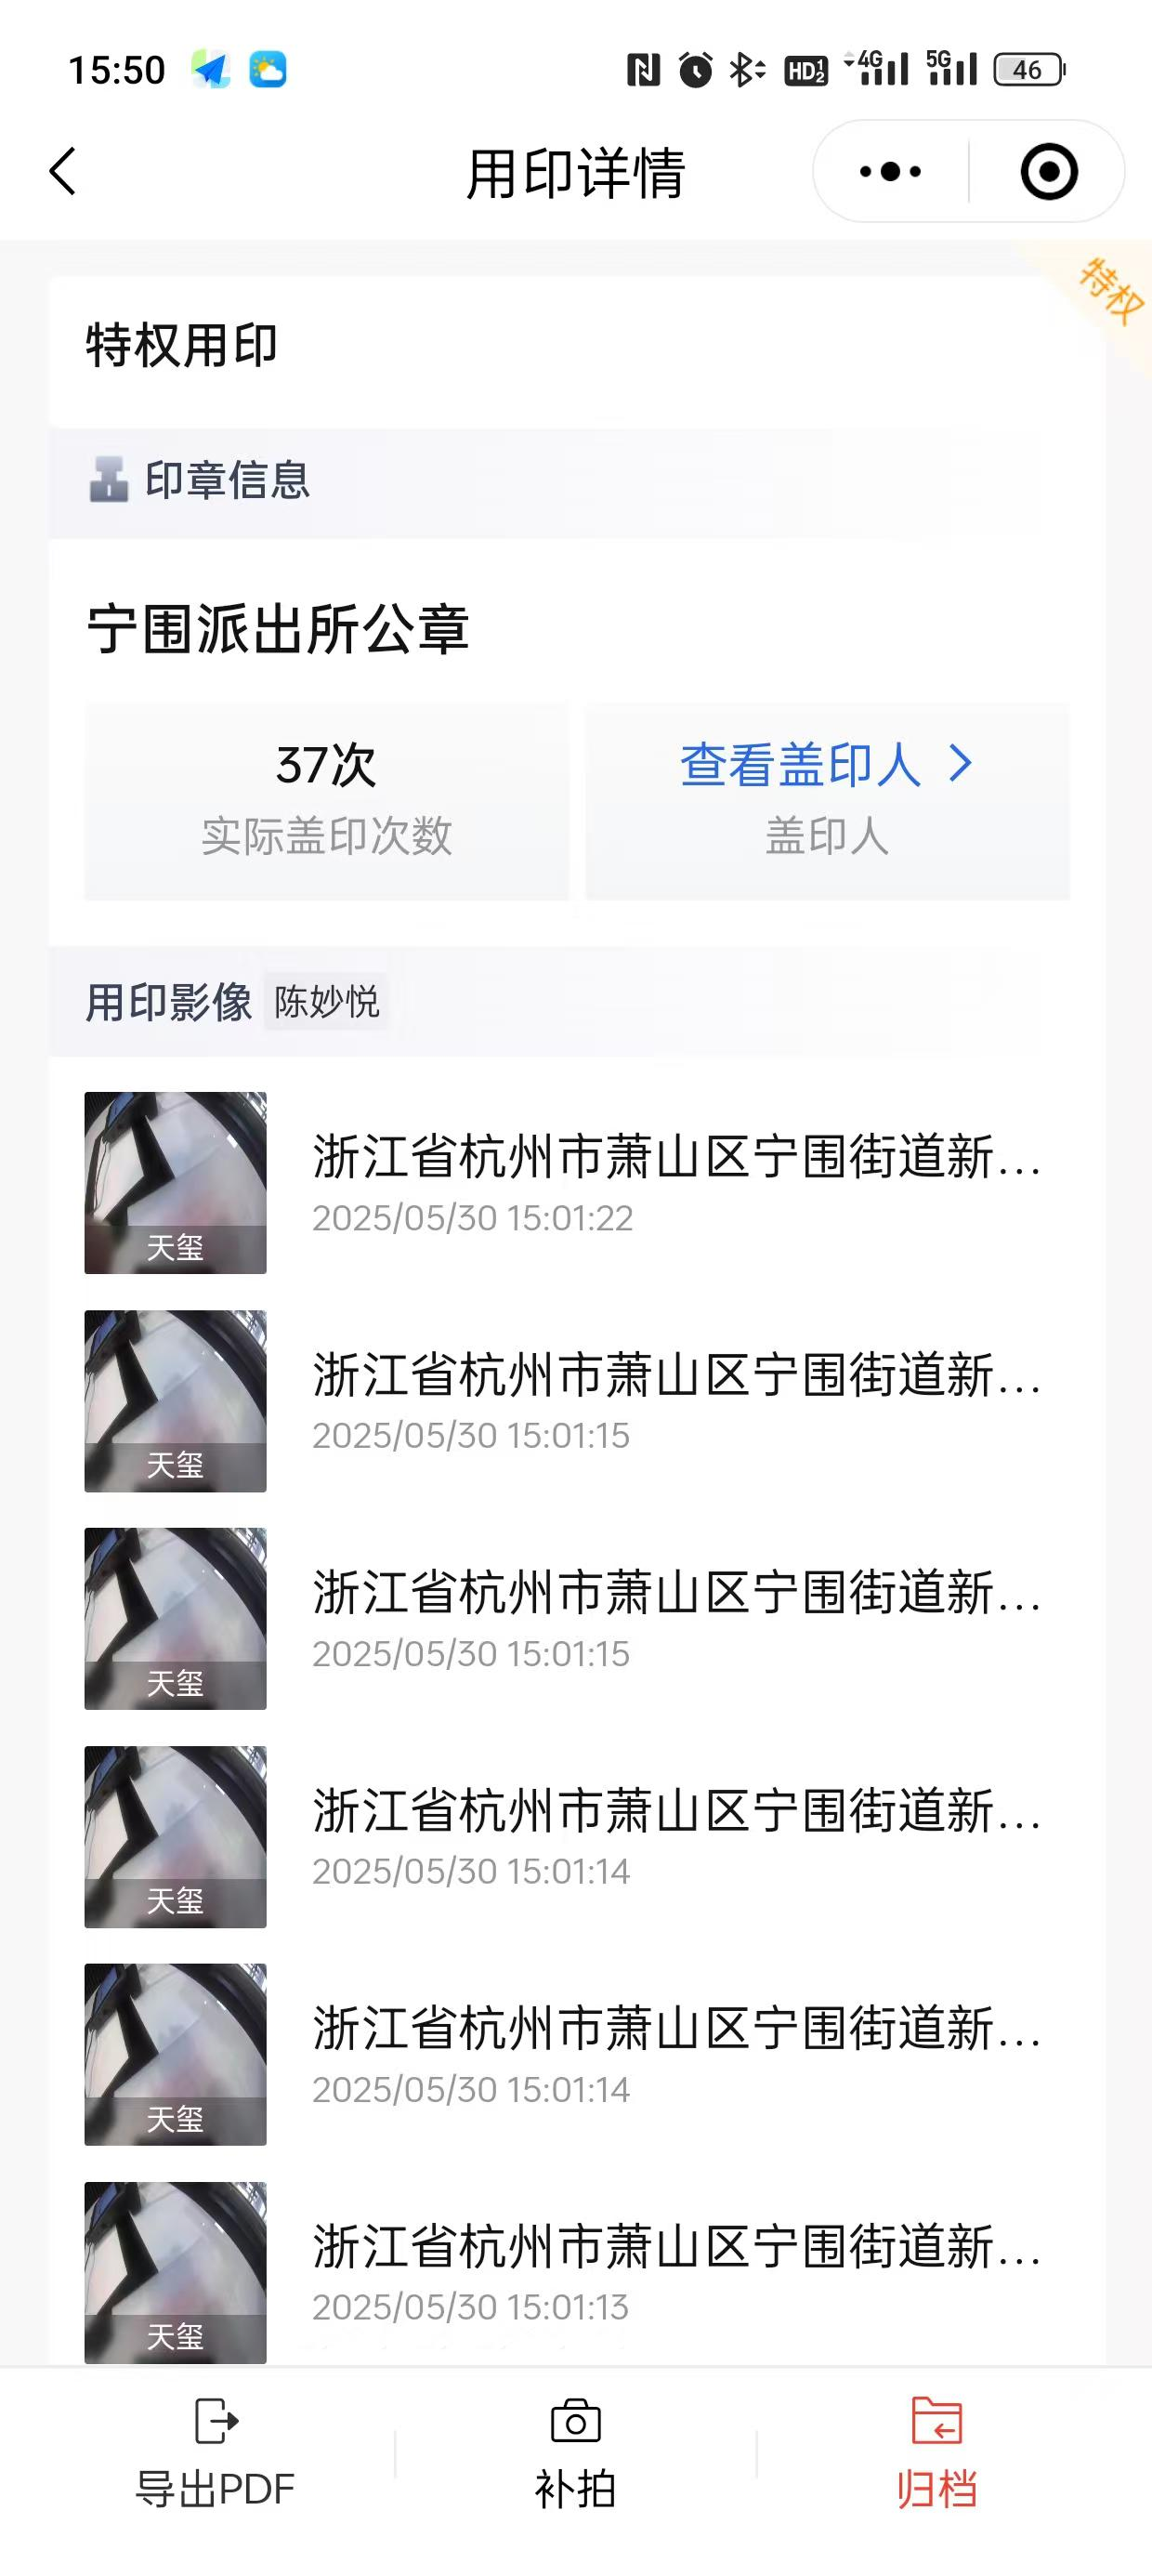 15:50
HD 1 2
4G
5G
46
用印详情
特权
特权用印
印章信息
宁围派出所公章
37次
实际盖印次数
查看盖印人
盖印人
用印影像
陈妙悦
浙江省杭州市萧山区宁围街道新...
2025/05/30 15:01:22
天玺
浙江省杭州市萧山区宁围街道新...
2025/05/30 15:01:15
天玺
浙江省杭州市萧山区宁围街道新...
2025/05/30 15:01:15
天玺
浙江省杭州市萧山区宁围街道新...
2025/05/30 15:01:14
天玺
浙江省杭州市萧山区宁围街道新...
2025/05/30 15:01:14
天玺
浙江省杭州市萧山区宁围街道新...
2025/05/30 15:01:13
天玺
导出PDF
补拍
归档